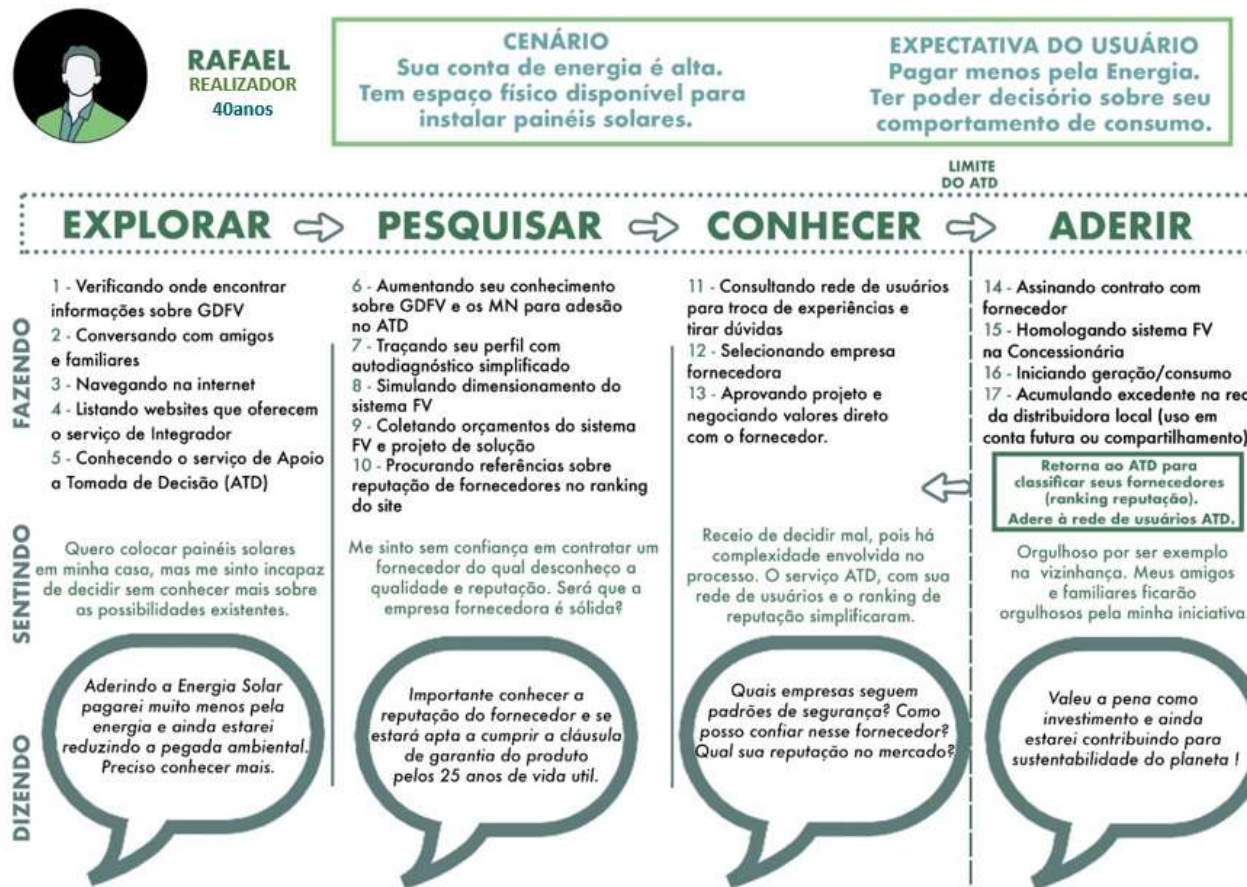 RAFAEL
REALIZADOR
40anos
CENÁRIO
Sua conta de energia é alta.
Tem espaço físico disponível para
instalar painéis solares.
EXPECTATIVA DO USUÁRIO
Pagar menos pela Energia.
Ter poder decisório sobre seu
comportamento de consumo.
LIMITE
DO ATD
EXPLORAR
PESQUISAR
CONHECER
ADERIR
FAZENDO
1 - Verificando onde encontrar
informações sobre GDFV
2 - Conversando com amigos
e familiares
3 - Navegando na internet
4 - Listando websites que oferecem
o serviço de Integrador
5 - Conhecendo o serviço de Apoio
a Tomada de Decisão (ATD)
6 - Aumentando seu conhecimento
sobre GDFV e os MN para adesão
no ATD
7 - Traçando seu perfil com
autodiagnóstico simplificado
8 - Simulando dimensionamento do
sistema FV
9 - Coletando orçamentos do sistema
FV e projeto de solução
10 - Procurando referências sobre
reputação de fornecedores no ranking
do site
11 - Consultando rede de usuários
para troca de experiências e
tirar dúvidas
12 - Selecionando empresa
fornecedora
13 - Aprovando projeto e
negociando valores direto
com o fornecedor.
14 - Assinando contrato com
fornecedor
15 - Homologando sistema FV
na Concessionária
16 - Iniciando geração/consumo
17 - Acumulando excedente na red
da distribuidora local (uso em
conta futura ou compartilhamento)
Retorna ao ATD para
classificar seus fornecedores
(ranking reputação).
Adere à rede de usuários ATD.
SENTINDO
Quero colocar painéis solares
em minha casa, mas me sinto incapaz
de decidir sem conhecer mais sobre
as possibilidades existentes.
Me sinto sem confiança em contratar um
fornecedor do qual desconheço a
qualidade e reputação. Será que a
empresa fornecedora é sólida?
Receio de decidir mal, pois há
complexidade envolvida no
processo. O serviço ATD, com sua
rede de usuários e o ranking de
reputação simplificaram.
Orgulhoso por ser exemplo
na vizinhança. Meus amigos
e familiares ficarão
orgulhosos pela minha iniciativa
DIZENDO
Aderindo a Energia Solar
pagarei muito menos pela
energia e ainda estarei
reduzindo a pegada ambiental.
Preciso conhecer mais.
Importante conhecer a
reputação do fornecedor e se
estará apta a cumprir a cláusula
de garantia do produto
pelos 25 anos de vida util.
Quais empresas seguem
padrões de segurança? Como
posso confiar nesse fornecedor?
Qual sua reputação no mercado?
Valeu a pena como
investimento e ainda
estarei contribuindo para
sustentabilidade do planeta !